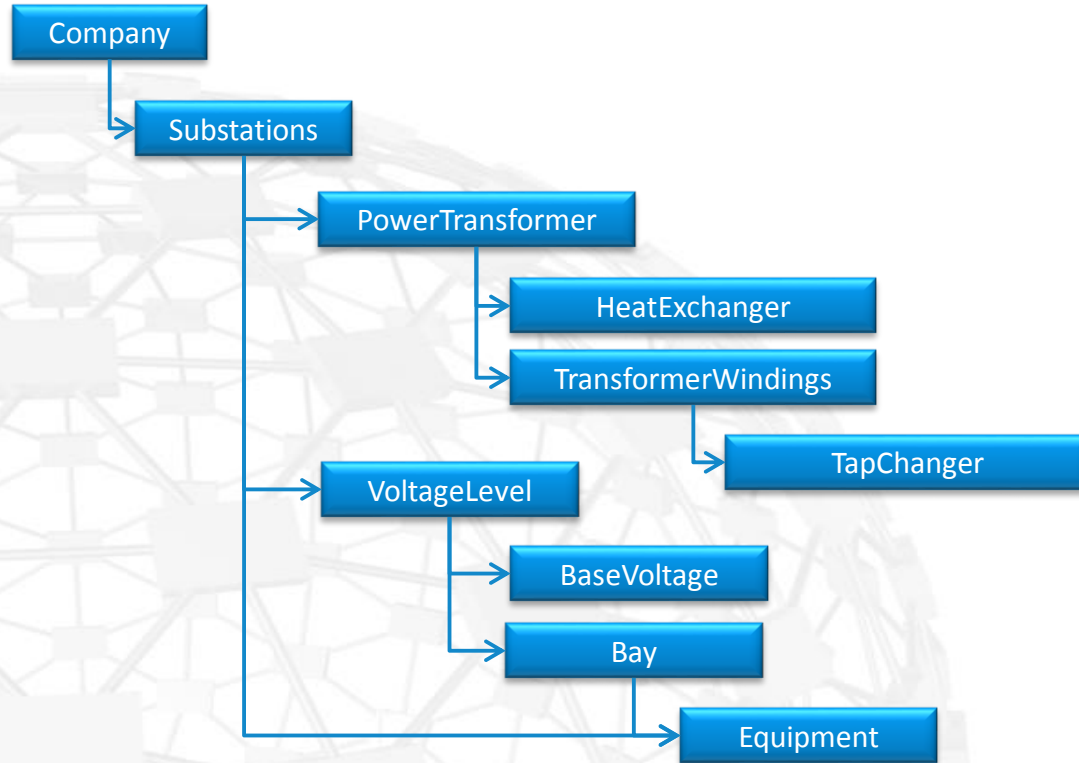 Company
Substations
PowerTransformer
HeatExchanger
TransformerWindings
TapChanger
VoltageLevel
BaseVoltage
Bay
Equipment